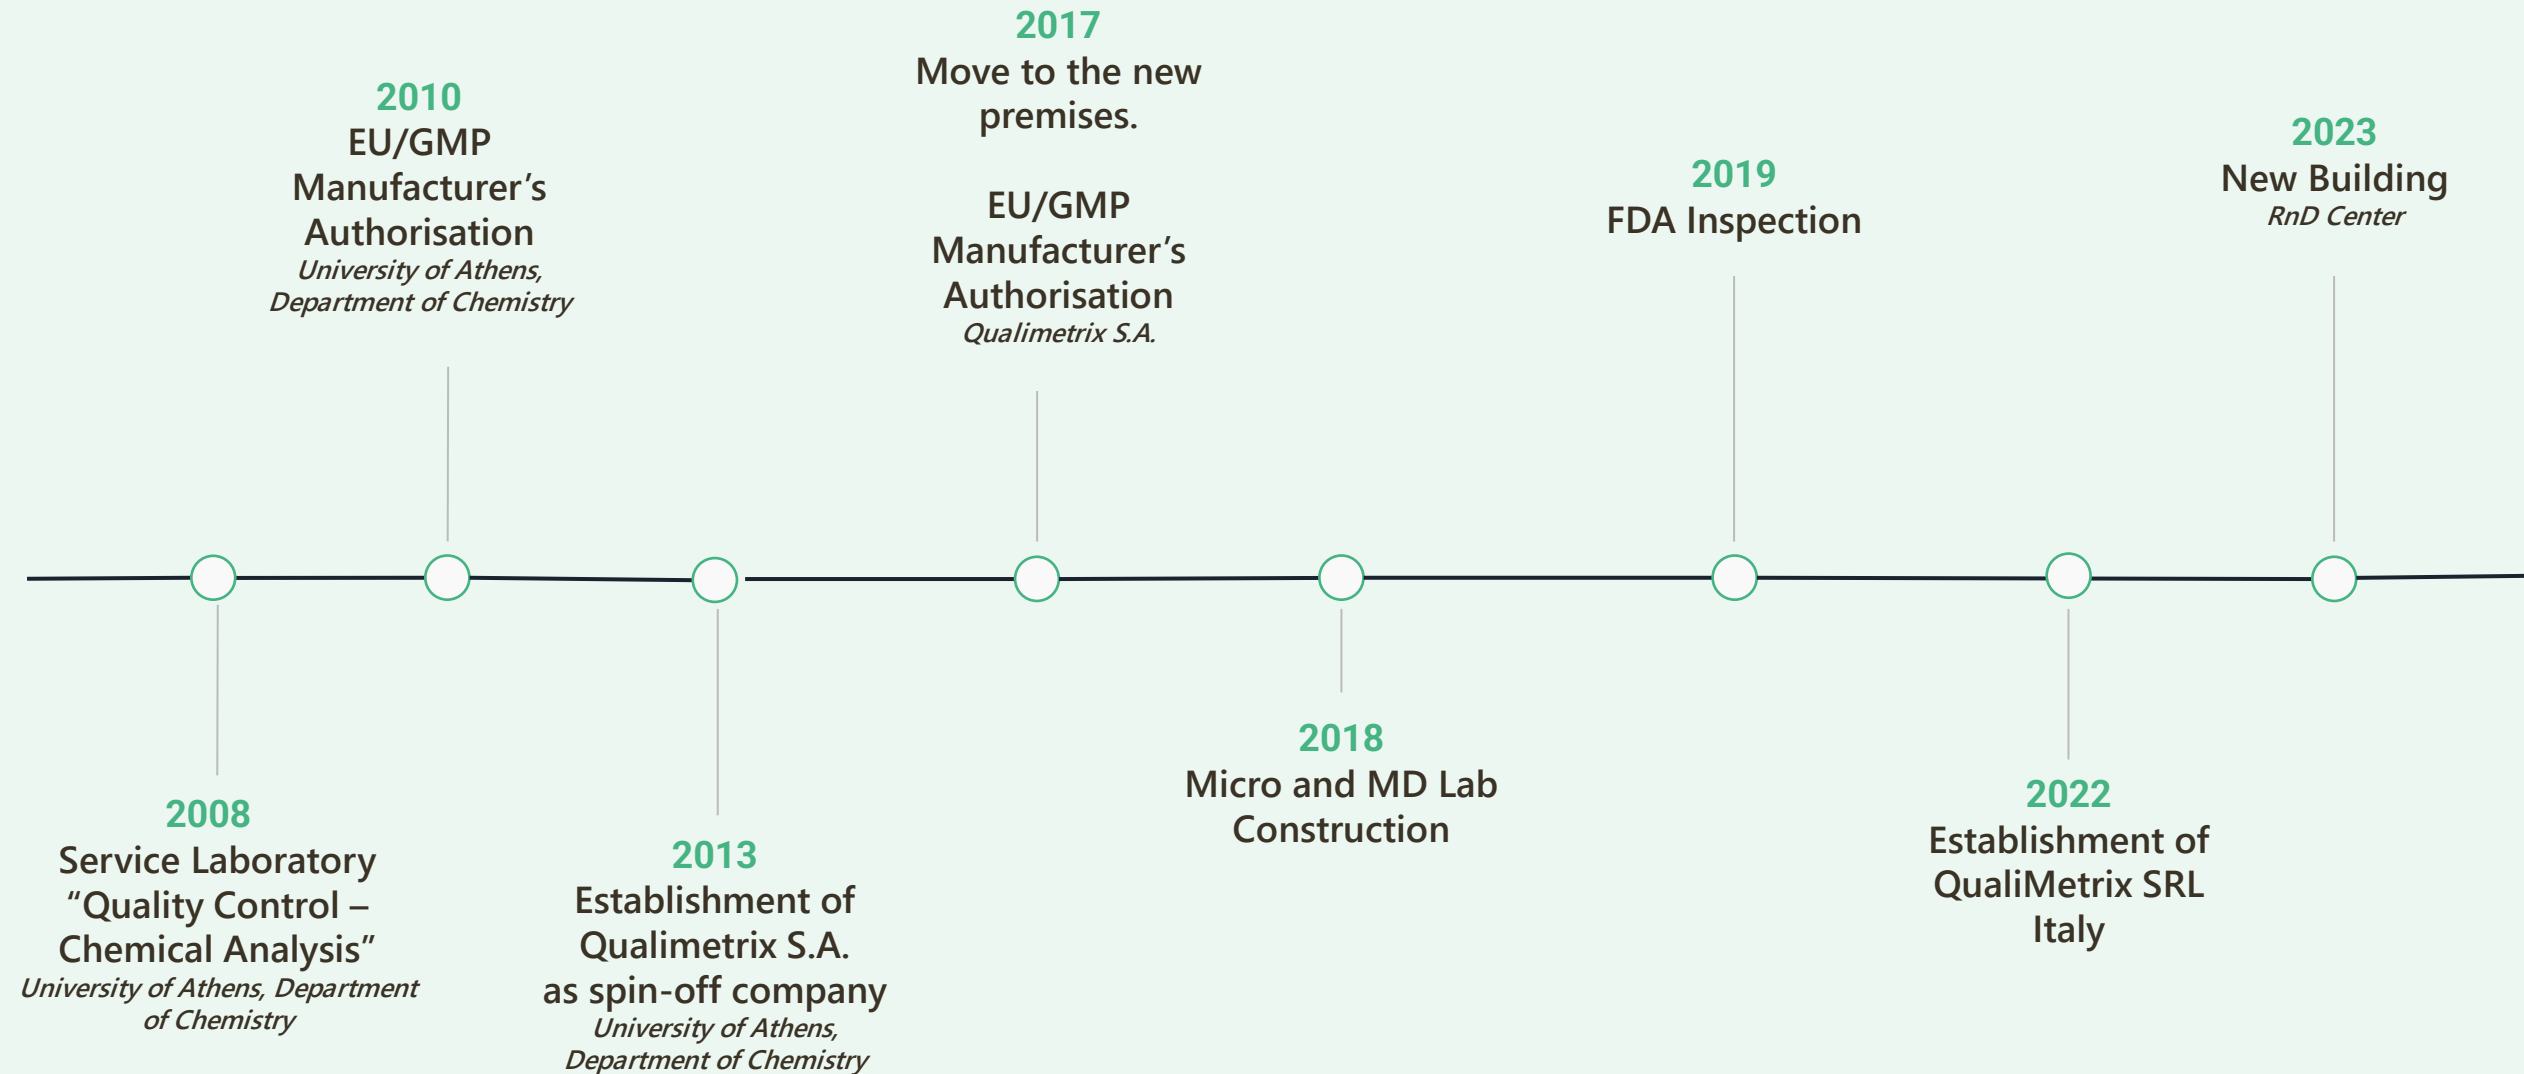 2008
Service Laboratory
“Quality Control –
Chemical Analysis”
University of Athens, Department
of Chemistry
2010
EU/GMP
Manufacturer’s
Authorisation
University of Athens,
Department of Chemistry
2013
Establishment of
Qualimetrix S.A.
as spin-off company
University of Athens,
Department of Chemistry
2017
Move to the new
premises.
EU/GMP
Manufacturer’s
Authorisation
Qualimetrix S.A.
2018
Micro and MD Lab
Construction
2019
FDA Inspection
2022
Establishment of
QualiMetrix SRL
Italy
2023
New Building
RnD Center